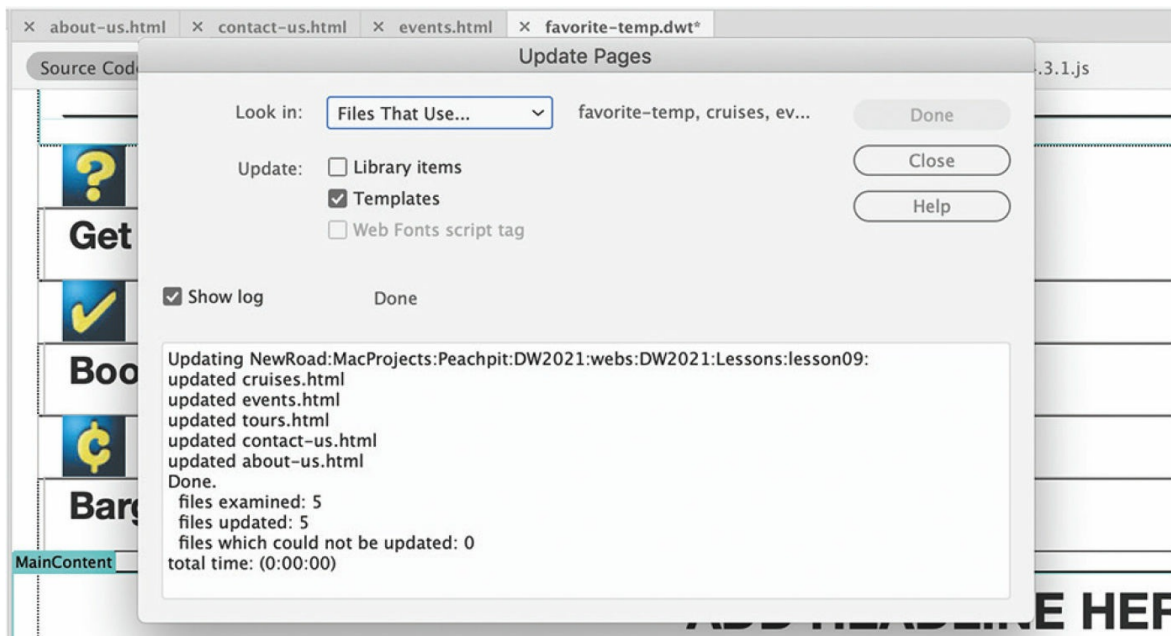 × about-us.html × contact-us.html × events.html × favorite-temp.dwt*
Update Pages
Source Cod
.3.1.js
Look in: Files That Use... favorite-temp, cruises, ev... Done
Update: Library items Close
Templates Help
Web Fonts script tag
Show log Done
Updating NewRoad:MacProjects:Peachpit:DW2021:webs:DW2021:Lessons:lesson09:
updated cruises.html
updated events.html
updated tours.html
updated contact-us.html
updated about-us.html
Done.
files examined: 5
files updated: 5
files which could not be updated: 0
total time: (0:00:00)
?
Get
Boo
¢
Barg
MainContent
ADD HEADLINE HER